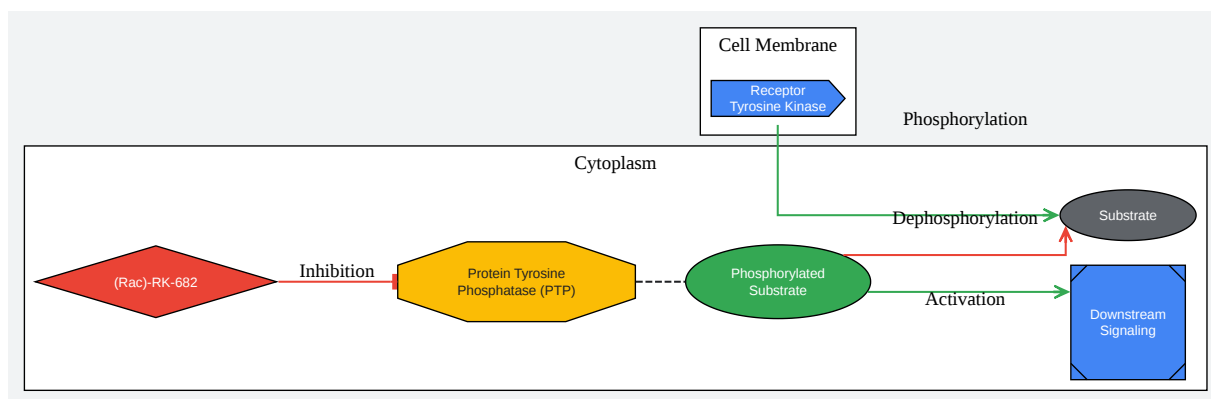 Cell Membrane
Receptor
Tyrosine Kinase
Phosphorylation
Cytoplasm
Dephosphorylation
Substrate
(Rac)-RK-682
Inhibition
Protein Tyrosine
Phosphatase (PTP)
Phosphorylated
Substrate
Activation
Downstream
Signaling